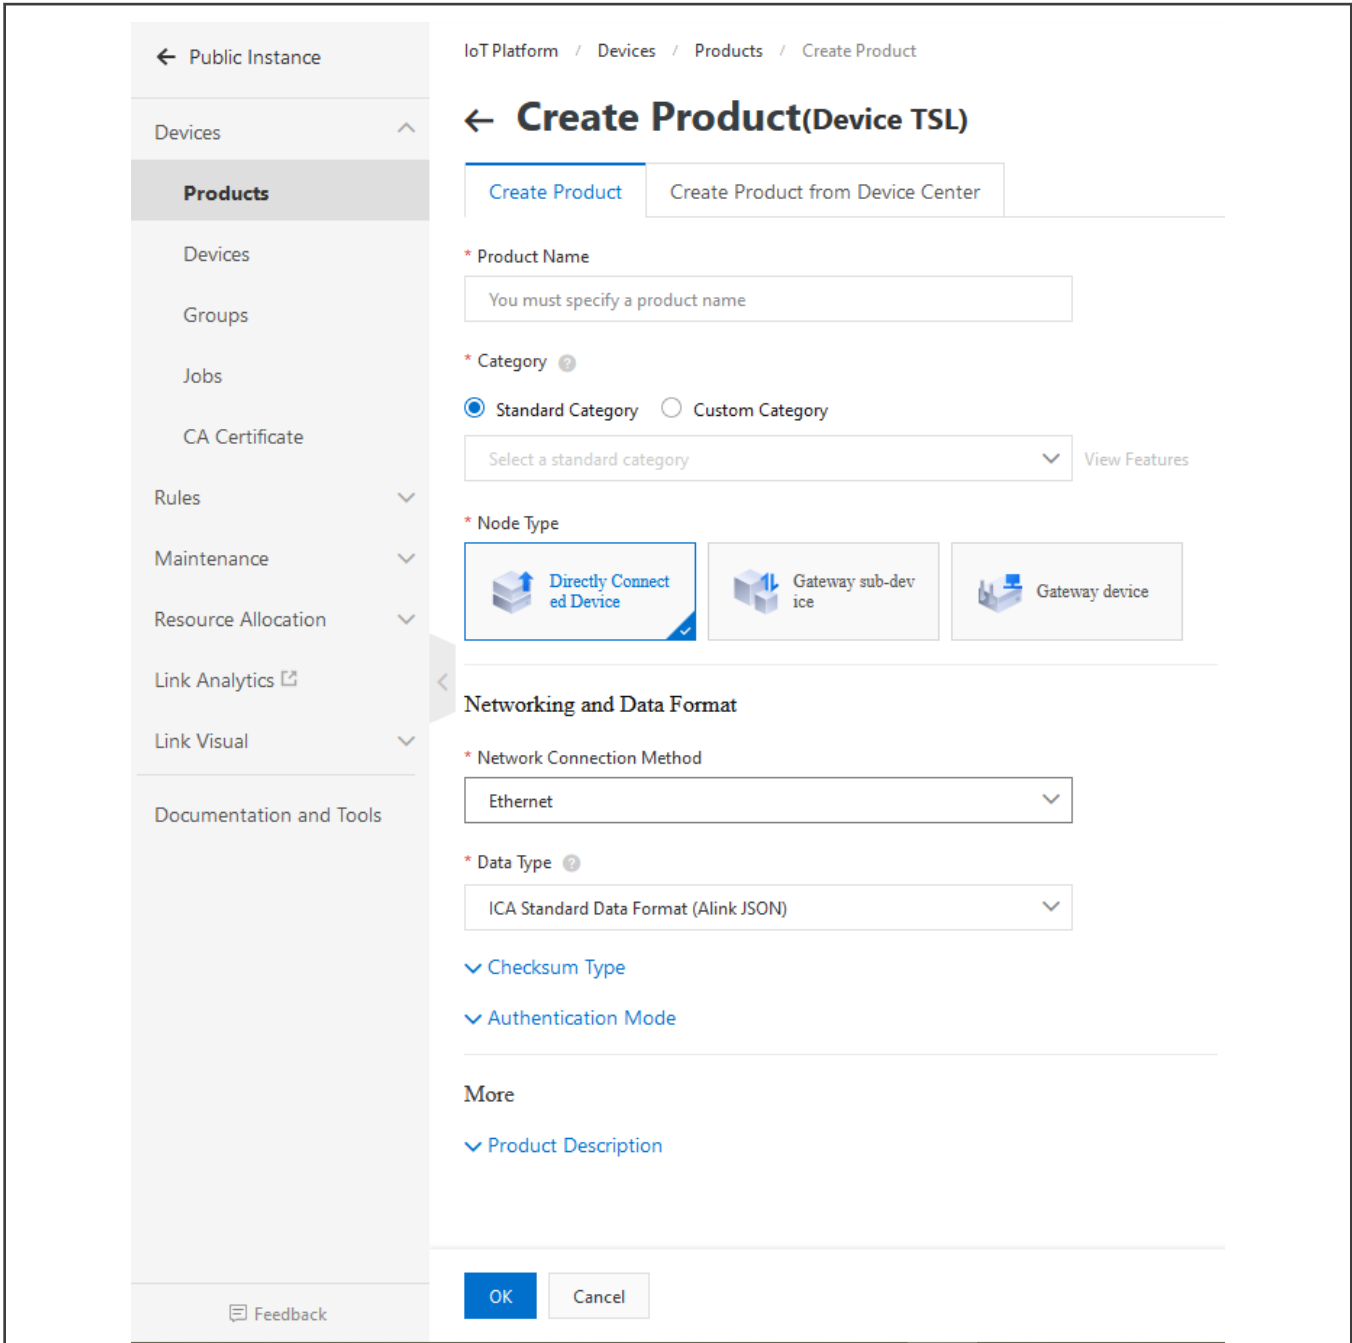 Public Instance
Devices
Products
Devices
Groups
Jobs
CA Certificate
Rules
Maintenance
Resource Allocation
Link Analytics
Link Visual
Documentation and Tools
Feedback
IoT Platform / Devices / Products / Create Product
Create Product(Device TSL)
Create Product
Create Product from Device Center
* Product Name
You must specify a product name
* Category
Standard Category
Custom Category
Select a standard category
View Features
* Node Type
Directly Connect
ed Device
Gateway sub-dev
ice
Gateway device
Networking and Data Format
* Network Connection Method
Ethernet
* Data Type
ICA Standard Data Format (Alink JSON)
Checksum Type
Authentication Mode
More
Product Description
OK
Cancel